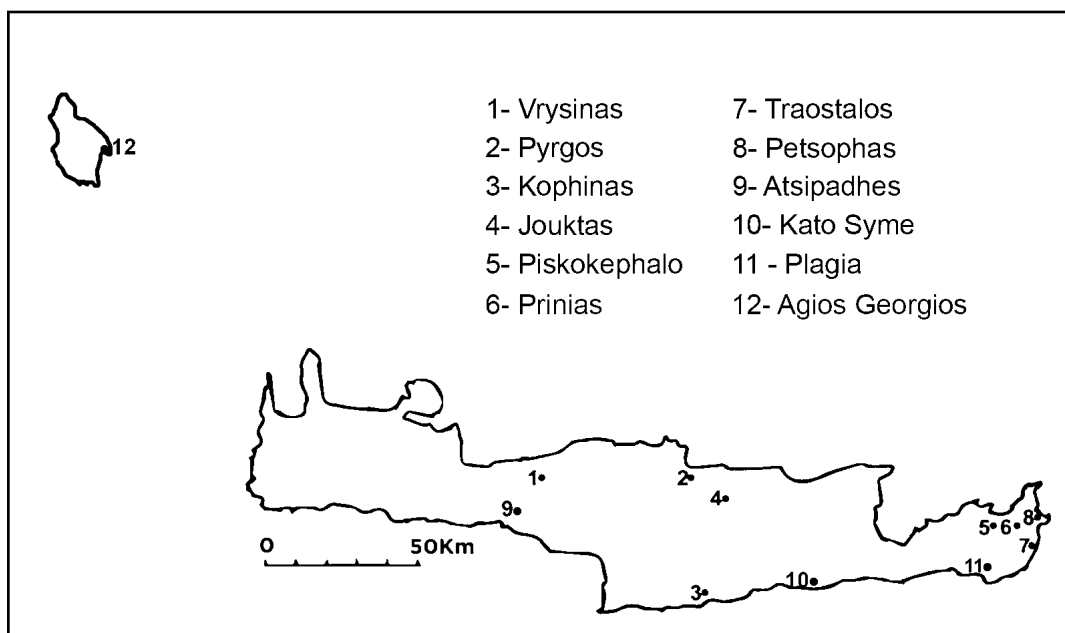 1- Vrysinas
2- Pyrgos
3- Kophinas
4- Jouktas
5- Piskokephalo
6- Prinias
7- Traostalos
8- Petsophas
9- Atsipadhes
10- Kato Syme
11 - Plagia
12- Agios Georgios
12
1
2
4
9
5
6
8
7
11
10
3
0
50Km